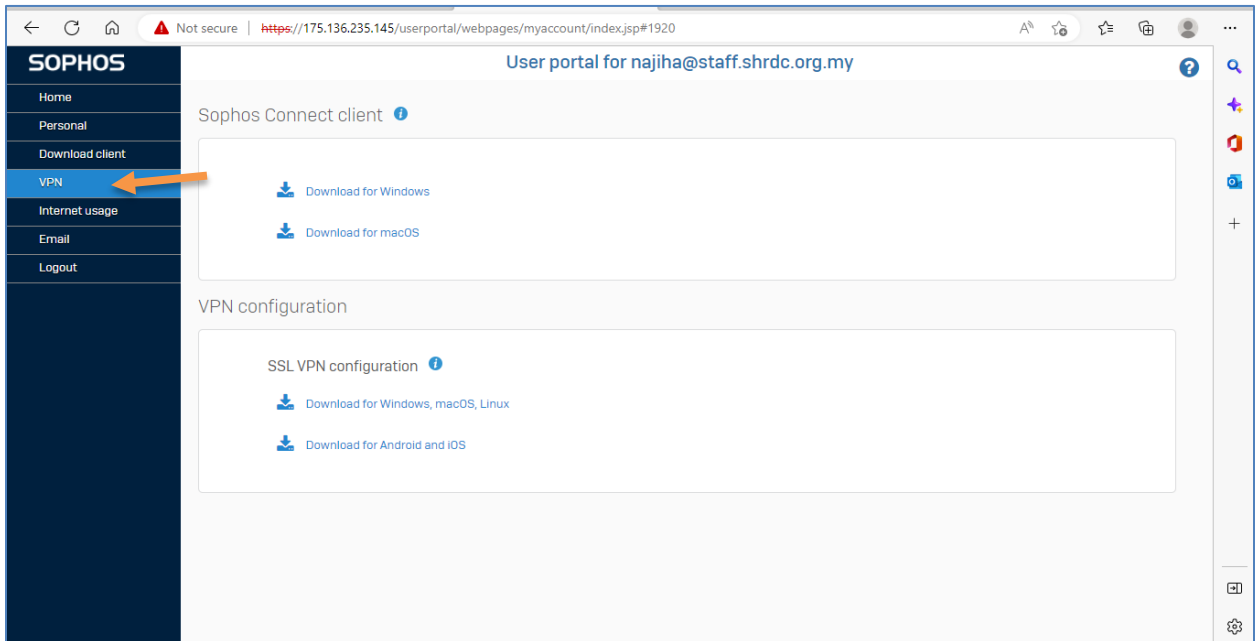 Not secure | https://175.136.235.145/userportal/webpages/myaccount/index.jsp#1920
SOPHOS
User portal for najiha@staff.shrdc.org.my
Home
Personal
Download client
VPN
Internet usage
Email
Logout
Sophos Connect client
Download for Windows
Download for macOS
VPN configuration
SSL VPN configuration
Download for Windows, macOS, Linux
Download for Android and iOS